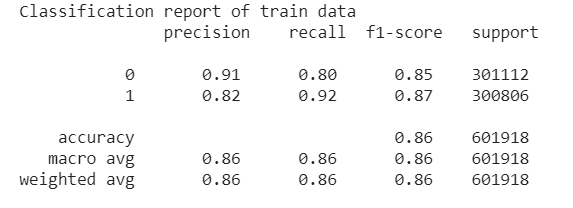 Classification report of train data
precision recall f1-score support
0 0.91 0.80 0.85 301112
1 0.82 0.92 0.87 300806
accuracy 0.86 601918
macro avg 0.86 0.86 0.86 601918
weighted avg 0.86 0.86 0.86 601918